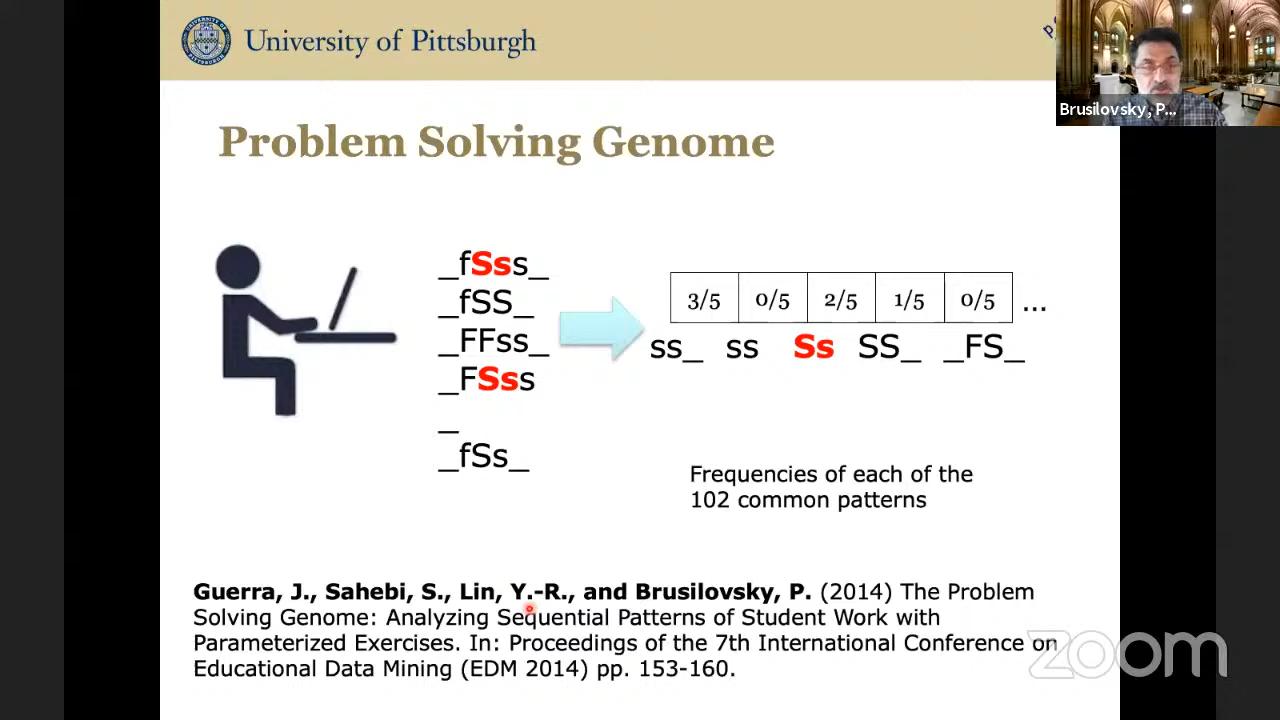 University of Pittsburgh
Brusilovsky, P...
Problem Solving Genome
_fSss_
_fSS_
_FFss_
_FSss
_
_fSs_
3/5 0/5 2/5 1/5 0/5 ...
ss_ ss Ss SS_ _FS_
Frequencies of each of the
102 common patterns
Guerra, J., Sahebi, S., Lin, Y.-R., and Brusilovsky, P. (2014) The Problem
Solving Genome: Analyzing Sequential Patterns of Student Work with
Parameterized Exercises. In: Proceedings of the 7th International Conference on
Educational Data Mining (EDM 2014) pp. 153-160.
zoom